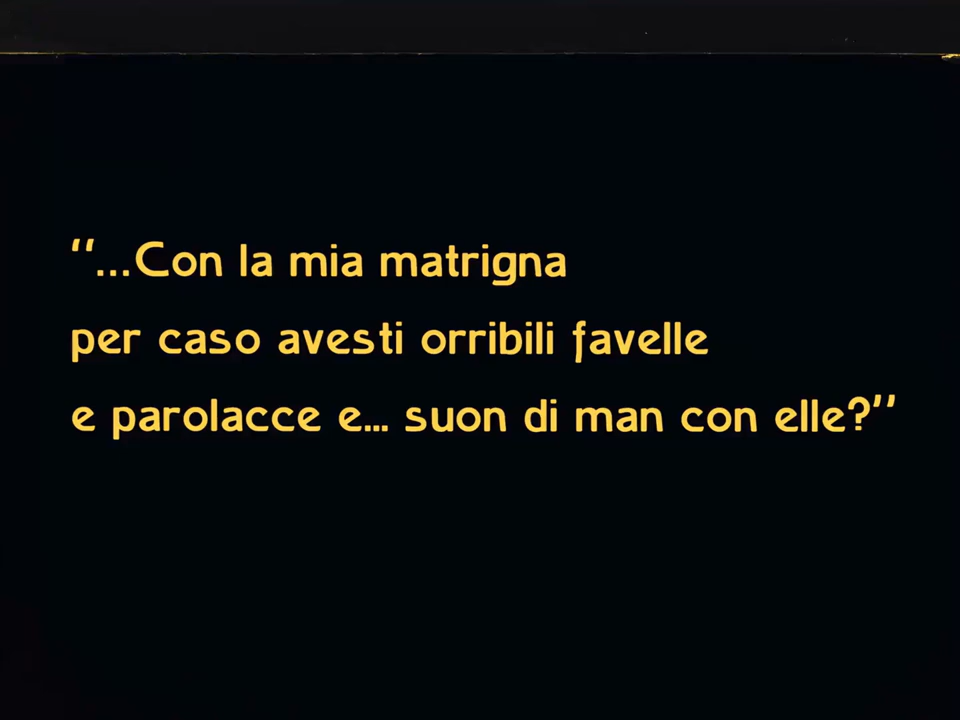 “...Con la mia matrigna
per caso avesti orribili favelle
e parolacce e... suon di man con elle?”